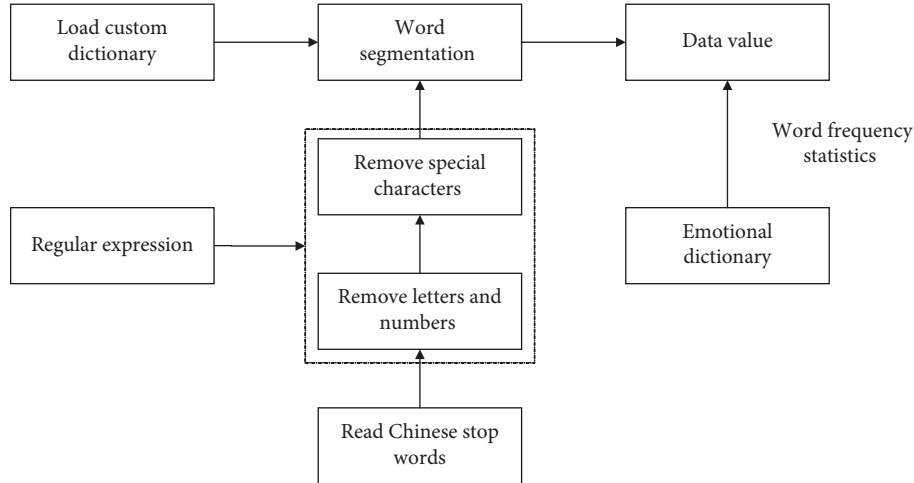 Load custom
dictionary
Word
segmentation
Data value
Word frequency
statistics
Remove special
characters
Regular expression
Emotional
dictionary
Remove letters and
numbers
Read Chinese stop
words